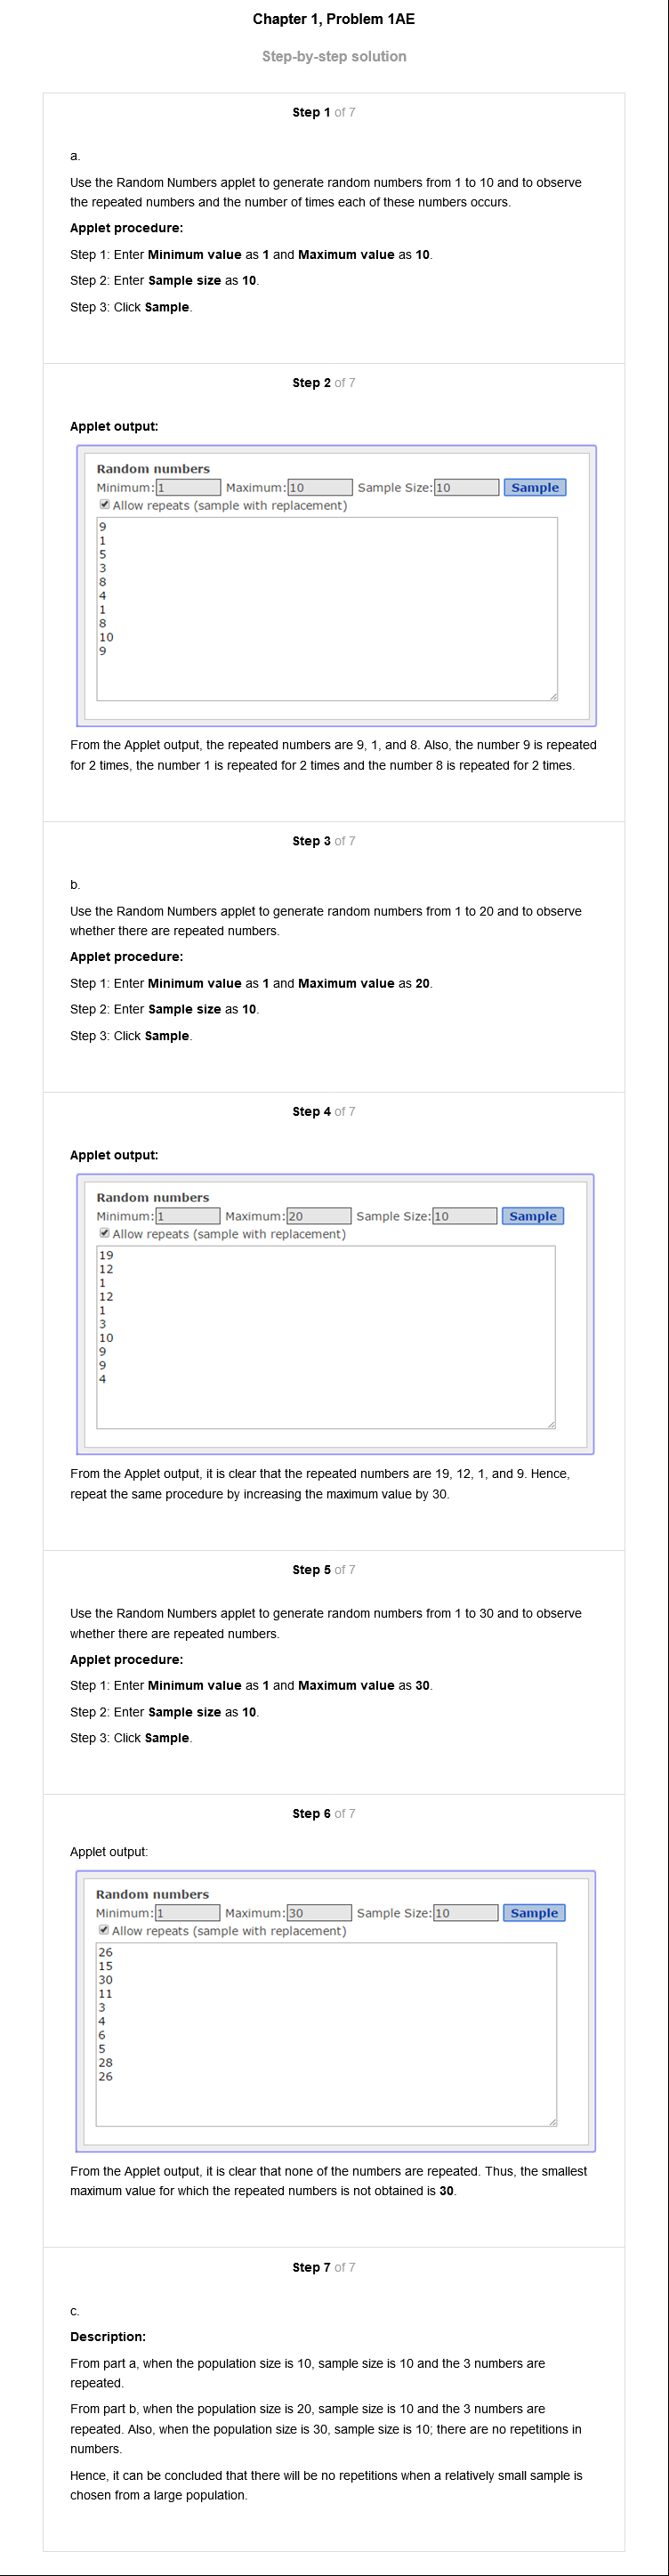 Chapter 1, Problem 1AE
Step-by-step solution
Step 1 of 7
a.
Use the Random Numbers applet to generate random numbers from 1 to 10 and to observe
the repeated numbers and the number of times each of these numbers occurs.
Applet procedure:
Step 1: Enter Minimum value as 1 and Maximum value as 10.
Step 2: Enter Sample size as 10.
Step 3: Click Sample.
Step 2 of 7
Applet output:
Random numbers
Minimum: 1 Maximum: 10 Sample Size: 10 Sample
Allow repeats (sample with replacement)
9
1
5
3
8
4
1
8
10
9
From the Applet output, the repeated numbers are 9, 1, and 8. Also, the number 9 is repeated
for 2 times, the number 1 is repeated for 2 times and the number 8 is repeated for 2 times.
Step 3 of 7
b.
Use the Random Numbers applet to generate random numbers from 1 to 20 and to observe
whether there are repeated numbers.
Applet procedure:
Step 1: Enter Minimum value as 1 and Maximum value as 20.
Step 2: Enter Sample size as 10.
Step 3: Click Sample.
Step 4 of 7
Applet output:
Random numbers
Minimum: 1 Maximum: 20 Sample Size: 10 Sample
Allow repeats (sample with replacement)
19
12
1
12
1
3
10
9
9
4
From the Applet output, it is clear that the repeated numbers are 19, 12, 1, and 9. Hence,
repeat the same procedure by increasing the maximum value by 30.
Step 5 of 7
Use the Random Numbers applet to generate random numbers from 1 to 30 and to observe
whether there are repeated numbers.
Applet procedure:
Step 1: Enter Minimum value as 1 and Maximum value as 30.
Step 2: Enter Sample size as 10.
Step 3: Click Sample.
Step 6 of 7
Applet output:
Random numbers
Minimum: 1 Maximum: 30 Sample Size: 10 Sample
Allow repeats (sample with replacement)
26
15
30
11
3
4
6
5
28
26
From the Applet output, it is clear that none of the numbers are repeated. Thus, the smallest
maximum value for which the repeated numbers is not obtained is 30.
Step 7 of 7
c.
Description:
From part a, when the population size is 10, sample size is 10 and the 3 numbers are
repeated.
From part b, when the population size is 20, sample size is 10 and the 3 numbers are
repeated. Also, when the population size is 30, sample size is 10; there are no repetitions in
numbers.
Hence, it can be concluded that there will be no repetitions when a relatively small sample is
chosen from a large population.